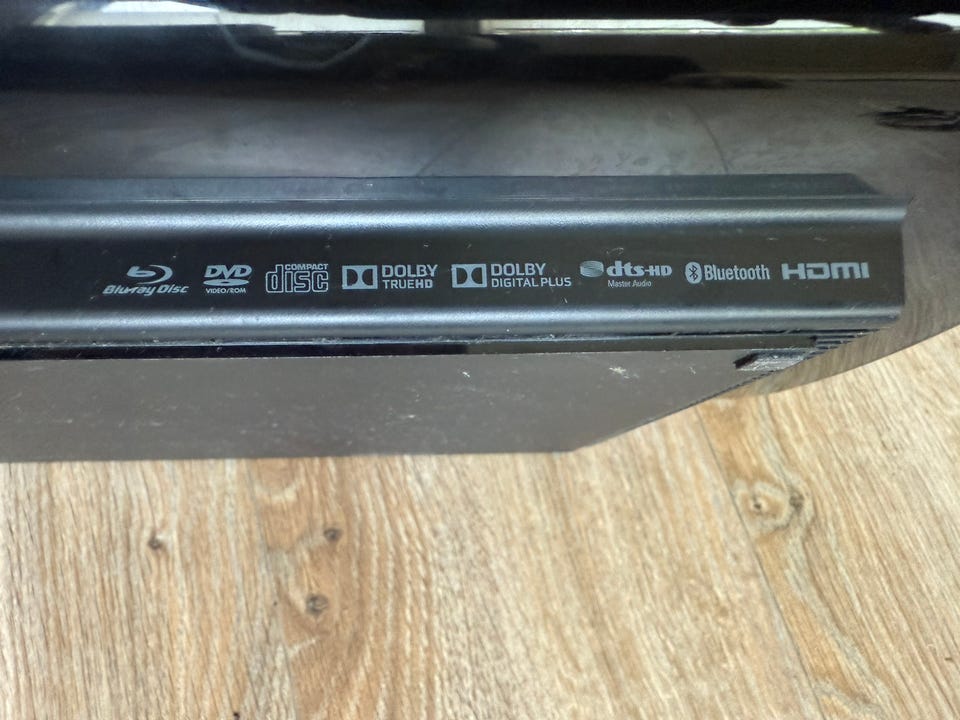 Blu-ray Disc
DVD
VIDEO/ROM
COMPACT
disc
DOLBY
TRUEHD
DOLBY
DIGITAL PLUS
dts-HD
Master Audio
Bluetooth
HDMI